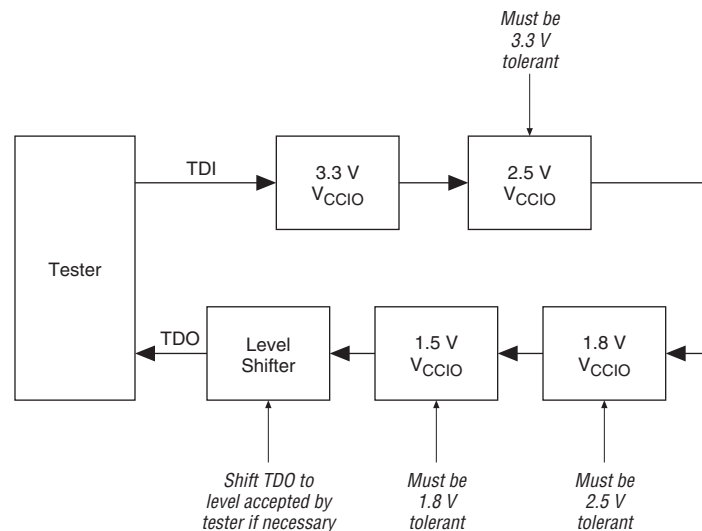 Must be
3.3 V
tolerant
TDI
3.3 V
VCCIO
2.5 V
VCCIO
Tester
TDO
Level
Shifter
1.5 V
VCCIO
1.8 V
VCCIO
Shift TDO to
level accepted by
tester if necessary
Must be
1.8 V
tolerant
Must be
2.5 V
tolerant